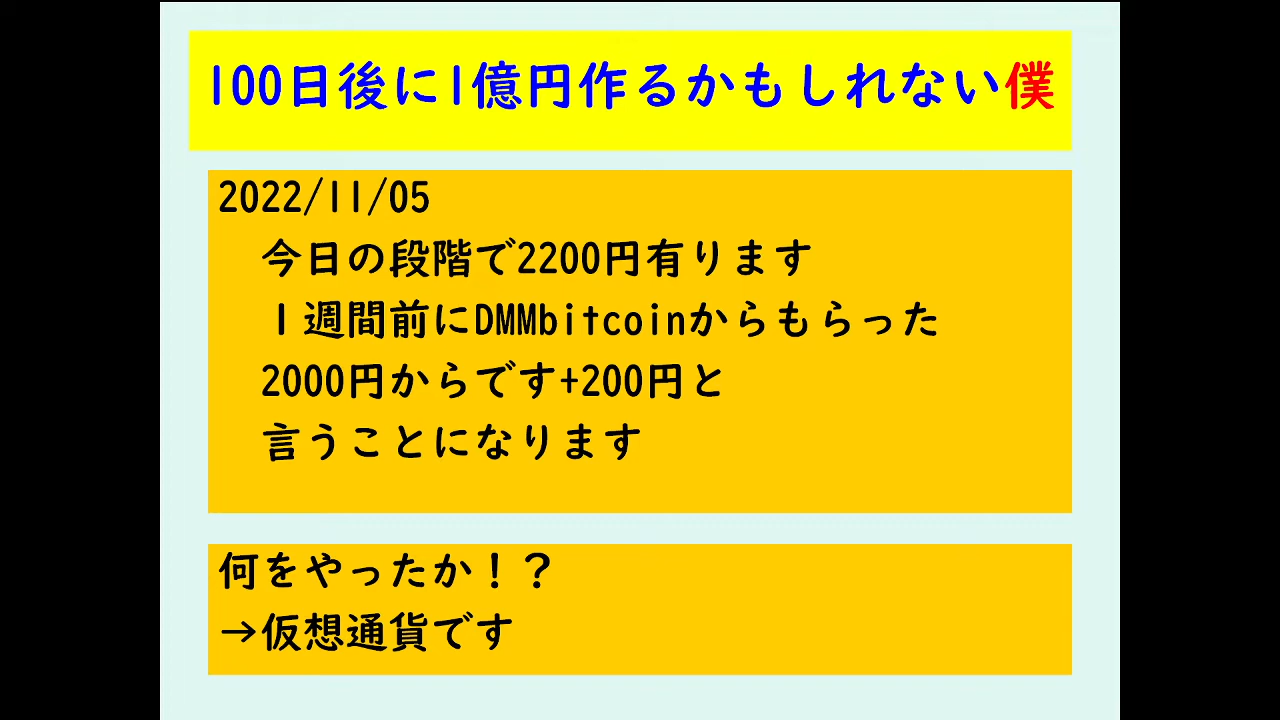 100日後に1億円作るかもしれない僕
2022/11/05
今日の段階で2200円有ります
１週間前にDMMbitcoinからもらった
2000円からです+200円と
言うことになります
何をやったか！？
→仮想通貨です